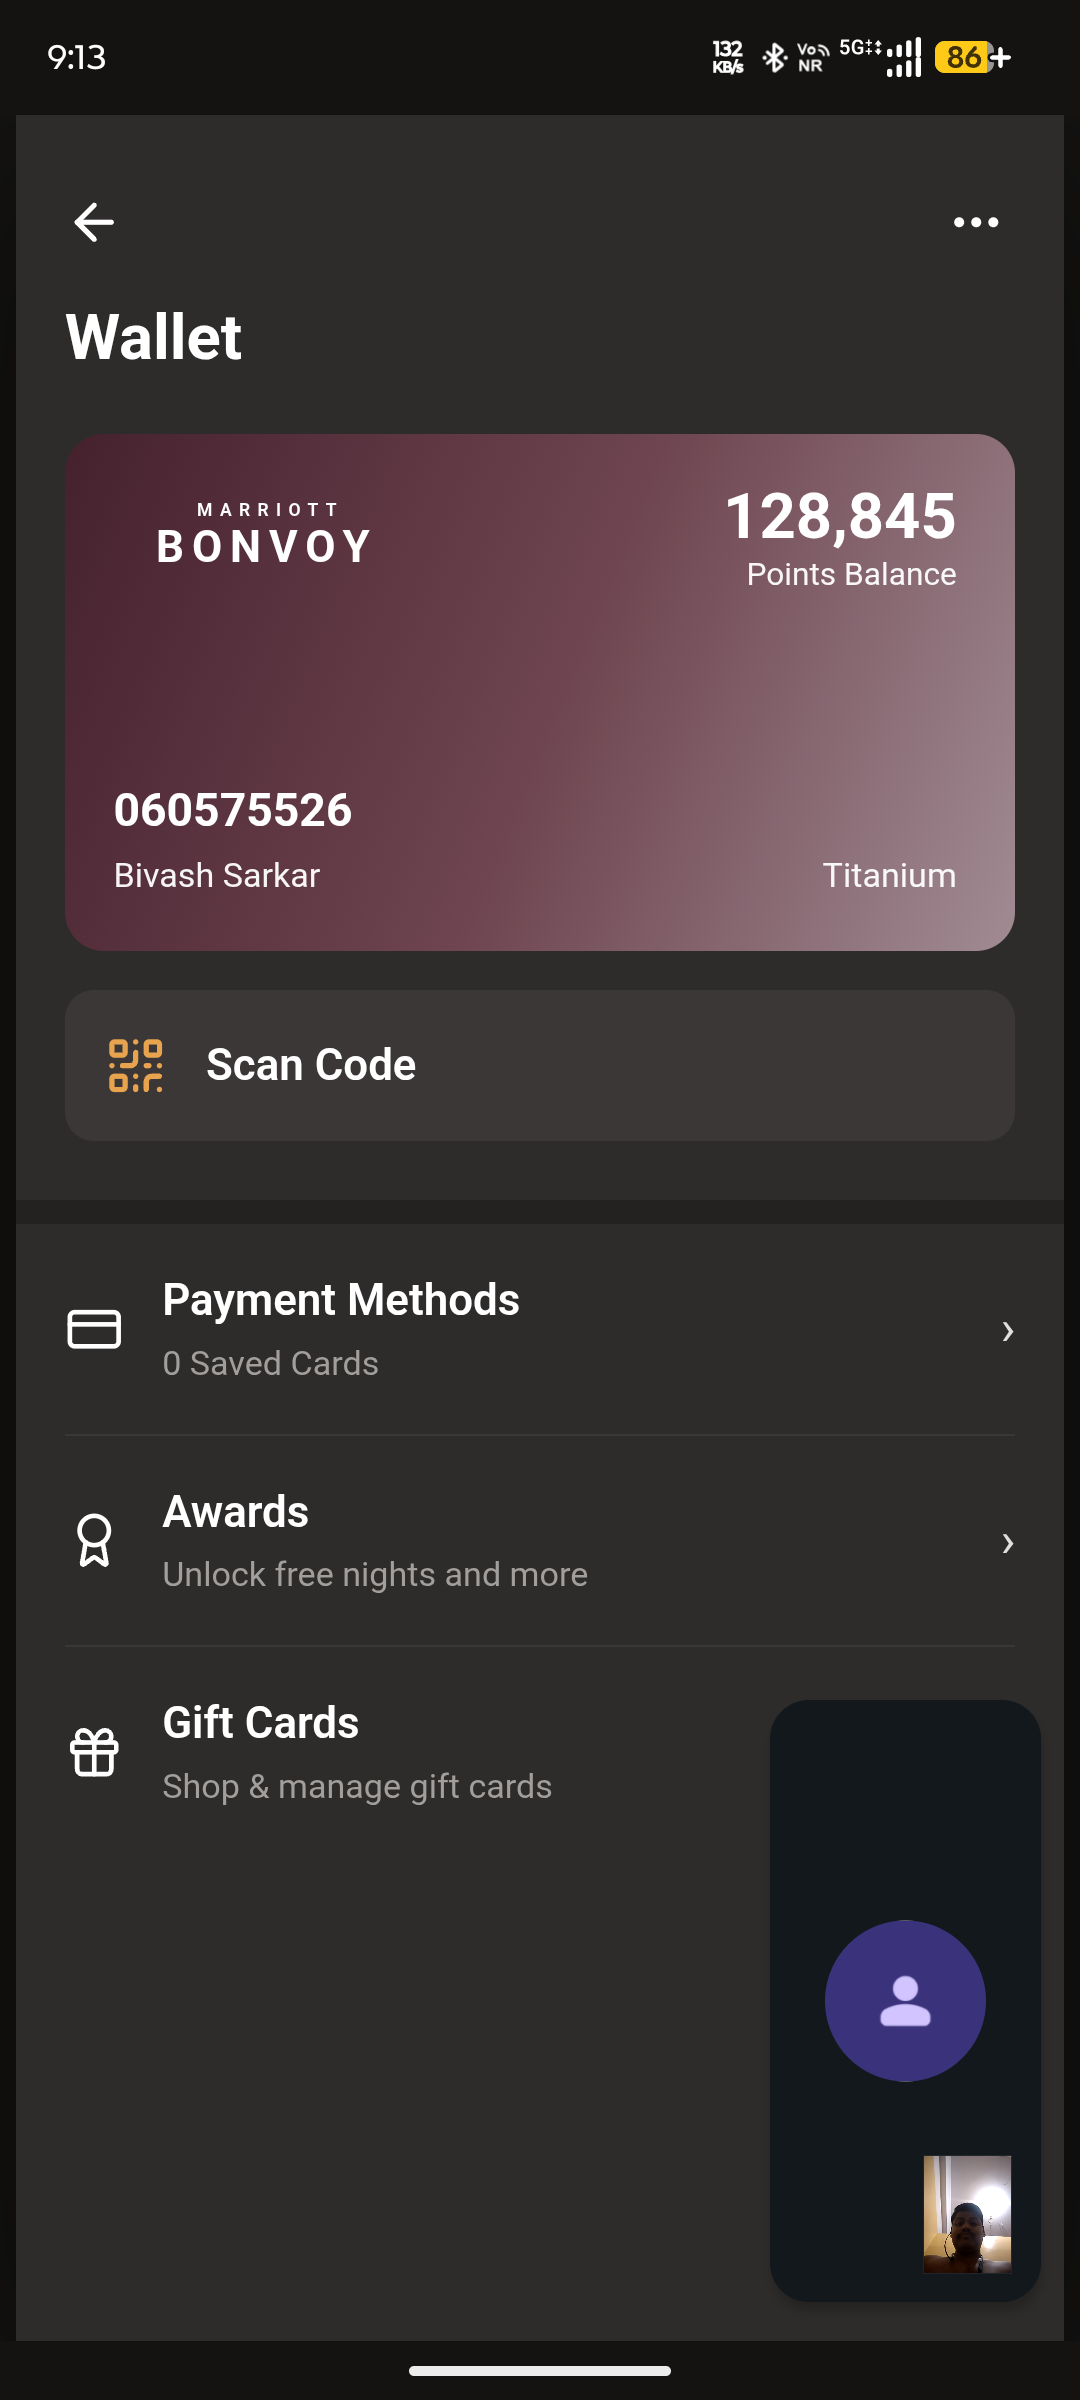 9:13
132
KB/s
Vo
NR
5G
86
Wallet
MARRIOTT
BONVOY
128,845
Points Balance
060575526
Bivash Sarkar
Titanium
Scan Code
Payment Methods
0 Saved Cards
Awards
Unlock free nights and more
Gift Cards
Shop & manage gift cards